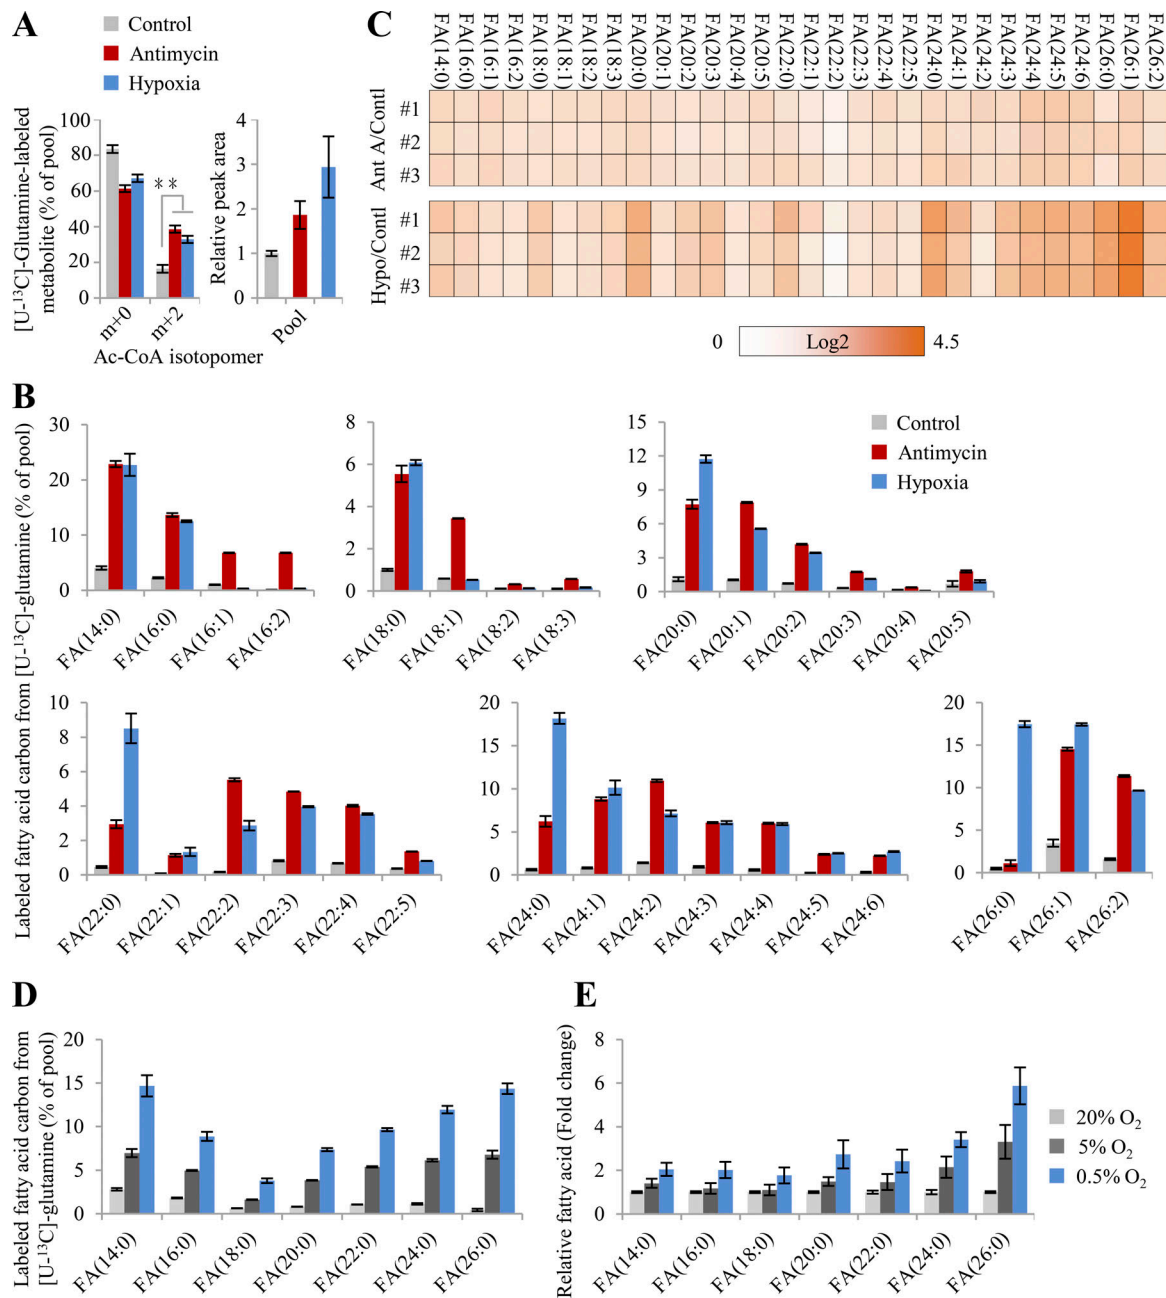 A
Control
Antimycin
Hypoxia
[U-¹³C]-Glutamine-labeled
metabolite (% of pool)
100
80
60
40
20
0
**
m+0
m+2
Ac-CoA isotopomer
Relative peak area
4
3
2
1
0
Pool
C
FA(14:0)
FA(16:0)
FA(16:1)
FA(16:2)
FA(18:0)
FA(18:1)
FA(18:2)
FA(18:3)
FA(20:0)
FA(20:1)
FA(20:2)
FA(20:3)
FA(20:4)
FA(20:5)
FA(22:0)
FA(22:1)
FA(22:2)
FA(22:3)
FA(22:4)
FA(22:5)
FA(24:0)
FA(24:1)
FA(24:2)
FA(24:3)
FA(24:4)
FA(24:5)
FA(24:6)
FA(26:0)
FA(26:1)
FA(26:2)
Ant A/Contl
#1
#2
#3
Hypo/Contl
#1
#2
#3
0
Log2
4.5
B
Labeled fatty acid carbon from [U-¹³C]-glutamine (% of pool)
30
20
10
0
FA(14:0)
FA(16:0)
FA(16:1)
FA(16:2)
8
6
4
2
0
FA(18:0)
FA(18:1)
FA(18:2)
FA(18:3)
15
12
9
6
3
0
FA(20:0)
FA(20:1)
FA(20:2)
FA(20:3)
FA(20:4)
FA(20:5)
Control
Antimycin
Hypoxia
10
8
6
4
2
0
FA(22:0)
FA(22:1)
FA(22:2)
FA(22:3)
FA(22:4)
FA(22:5)
20
15
10
5
0
FA(24:0)
FA(24:1)
FA(24:2)
FA(24:3)
FA(24:4)
FA(24:5)
FA(24:6)
20
15
10
5
0
FA(26:0)
FA(26:1)
FA(26:2)
D
Labeled fatty acid carbon from
[U-¹³C]-glutamine (% of pool)
20
15
10
5
0
FA(14:0)
FA(16:0)
FA(18:0)
FA(20:0)
FA(22:0)
FA(24:0)
FA(26:0)
E
Relative fatty acid (Fold change)
8
6
4
2
0
FA(14:0)
FA(16:0)
FA(18:0)
FA(20:0)
FA(22:0)
FA(24:0)
FA(26:0)
20% O₂
5% O₂
0.5% O₂